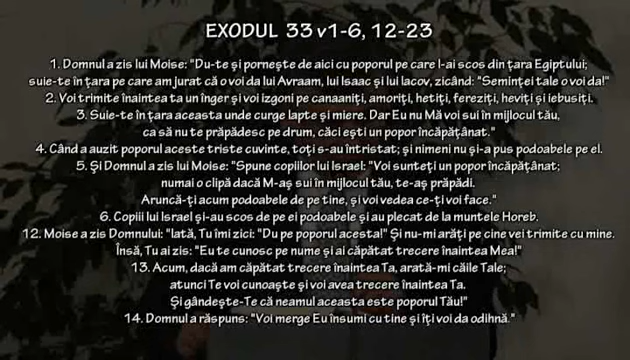 EXODUL 33 v1-6, 12-23
1. Domnul a zis lui Moise: "Du-te și pornește de aici cu poporul pe care l-ai scos din țara Egiptului;
suie-te în țara pe care am jurat că o voi da lui Avraam, lui Isaac și lui Iacov, zicând: "Seminței tale o voi da!"
2. Voi trimite înaintea ta un înger și voi izgoni pe canaaniți, amoriți, hetiți, fereziți, heviți și iebusiți.
3. Suie-te în țara aceasta unde curge lapte și miere. Dar Eu nu Mă voi sui în mijlocul tău,
ca să nu te prăpădesc pe drum, căci ești un popor încăpățânat."
4. Când a auzit poporul aceste triste cuvinte, toți s-au întristat; și nimeni nu și-a pus podoabele pe el.
5. Și Domnul a zis lui Moise: "Spune copiilor lui Israel: "Voi sunteți un popor încăpățânat;
numai o clipă dacă M-aș sui în mijlocul tău, te-aș prăpădi.
Aruncă-ți acum podoabele de pe tine, și voi vedea ce-ți voi face."
6. Copiii lui Israel și-au scos de pe ei podoabele și au plecat de la muntele Horeb.
12. Moise a zis Domnului: "Iată, Tu îmi zici: "Du pe poporul acesta!" Și nu-mi arăți pe cine vei trimite cu mine.
Însă, Tu ai zis: "Eu te cunosc pe nume și ai căpătat trecere înaintea Mea!"
13. Acum, dacă am căpătat trecere înaintea Ta, arată-mi căile Tale;
atunci Te voi cunoaște și voi avea trecere înaintea Ta.
Și gândește-Te că neamul aceasta este poporul Tău!"
14. Domnul a răspuns: "Voi merge Eu însumi cu tine și îți voi da odihnă."